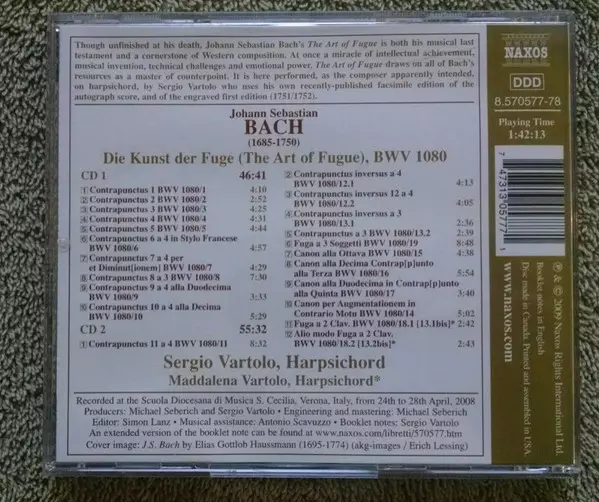 Though unfinished at his death, Johann Sebastian Bach's The Art of Fugue is both his musical last
testament and a cornerstone of Western composition. At once a miracle of intellectual achievement,
musical invention, technical challenges and emotional power, The Art of Fugue draws on all of Bach's
resources as a master of counterpoint. It is here performed, as the composer apparently intended,
on harpsichord, by Sergio Vartolo who uses his own recently-published facsimile edition of the
autograph score, and of the engraved first edition (1751/1752).
Johann Sebastian
BACH
(1685-1750)
Die Kunst der Fuge (The Art of Fugue), BWV 1080
CD 1 46:41
1 Contrapunctus 1 BWV 1080/1 4:10
2 Contrapunctus 2 BWV 1080/2 2:52
3 Contrapunctus 3 BWV 1080/3 4:25
4 Contrapunctus 4 BWV 1080/4 4:31
5 Contrapunctus 5 BWV 1080/5 4:44
6 Contrapunctus 6 a 4 in Stylo Francese
BWV 1080/6 4:57
7 Contrapunctus 7 a 4 per
et Diminut[ionem] BWV 1080/7 4:29
8 Contrapunctus 8 a 3 BWV 1080/8 7:30
9 Contrapunctus 9 a 4 alla Duodecima
BWV 1080/9 3:33
10 Contrapunctus 10 a 4 alla Decima
BWV 1080/10 5:29
CD 2 55:32
1 Contrapunctus 11 a 4 BWV 1080/11 8:32
2 Contrapunctus inversus a 4
BWV 1080/12.1 4:13
3 Contrapunctus inversus 12 a 4
BWV 1080/12.2 4:05
4 Contrapunctus inversus a 3
BWV 1080/13.1 2:36
5 Contrapunctus a 3 BWV 1080/13.2 2:39
6 Fuga a 3 Soggetti BWV 1080/19 8:48
7 Canon alla Ottava BWV 1080/15 4:38
8 Canon alla Decima Contrap[p]unto
alla Terza BWV 1080/16 5:54
9 Canon alla Duodecima in Contrap[p]unto
alla Quinta BWV 1080/17 3:40
10 Canon per Augmentationem in
Contrario Motu BWV 1080/14 5:02
11 Fuga a 2 Clav. BWV 1080/18.1 [13.1bis]* 2:42
12 Alio modo Fuga a 2 Clav.
BWV 1080/18.2 [13.2bis]* 2:43
Sergio Vartolo, Harpsichord
Maddalena Vartolo, Harpsichord*
Recorded at the Scuola Diocesana di Musica S. Cecilia, Verona, Italy, from 24th to 28th April, 2008
Producers: Michael Seberich and Sergio Vartolo • Engineering and mastering: Michael Seberich
Editor: Simon Lanz • Musical assistance: Antonio Scavuzzo • Booklet notes: Sergio Vartolo
An extended version of the booklet note can be found at www.naxos.com/libretti/570577.htm
Cover image: J.S. Bach by Elias Gottlob Haussmann (1695-1774) (akg-images / Erich Lessing)
NAXOS
DDD
8.570577-78
Playing Time
1:42:13
7 47313 05777 1
www.naxos.com
Disc made in Canada. Printed and assembled in USA.
Booklet notes in English
℗ & © 2009 Naxos Rights International Ltd.